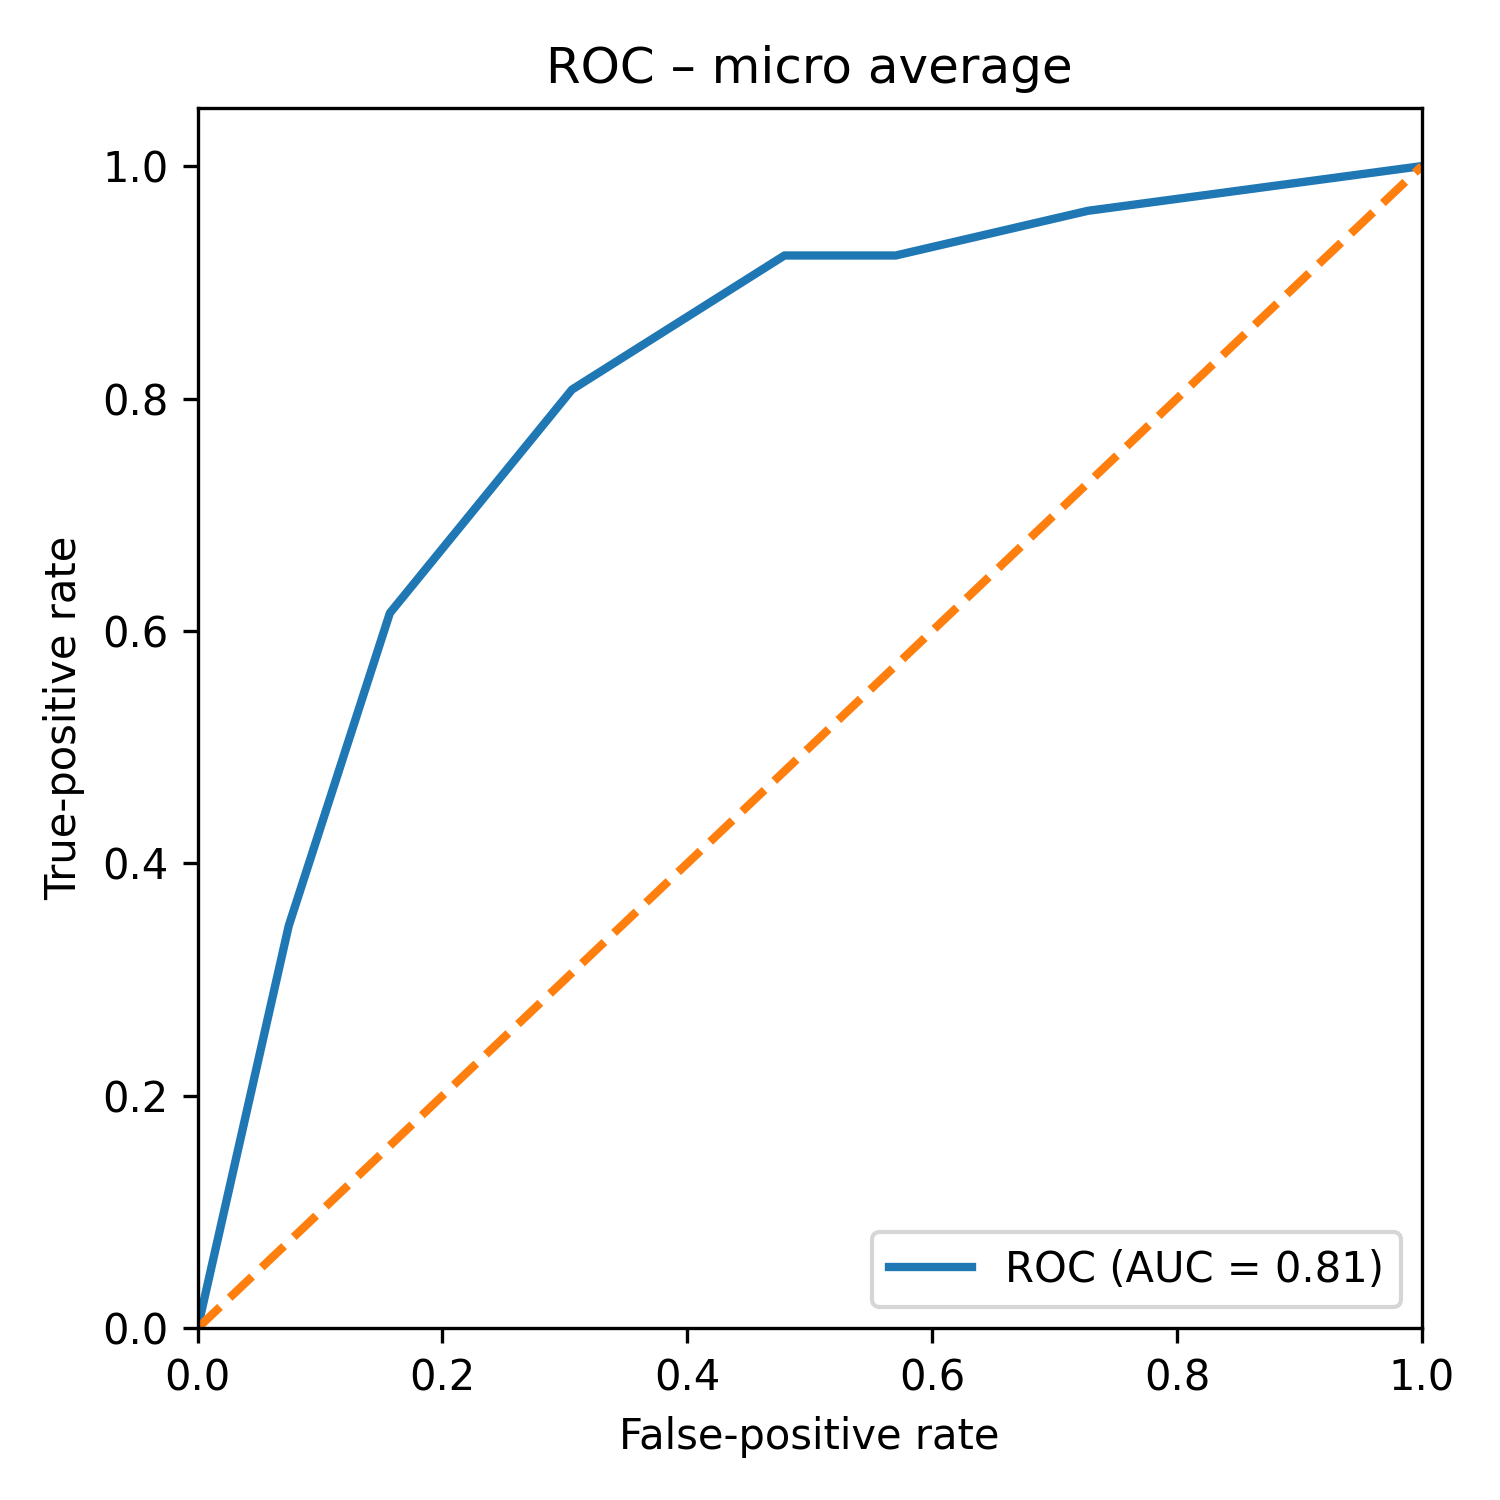 ROC – micro average
1.0
0.8
0.6
0.4
0.2
0.0
True-positive rate
ROC (AUC = 0.81)
0.0 0.2 0.4 0.6 0.8 1.0
False-positive rate